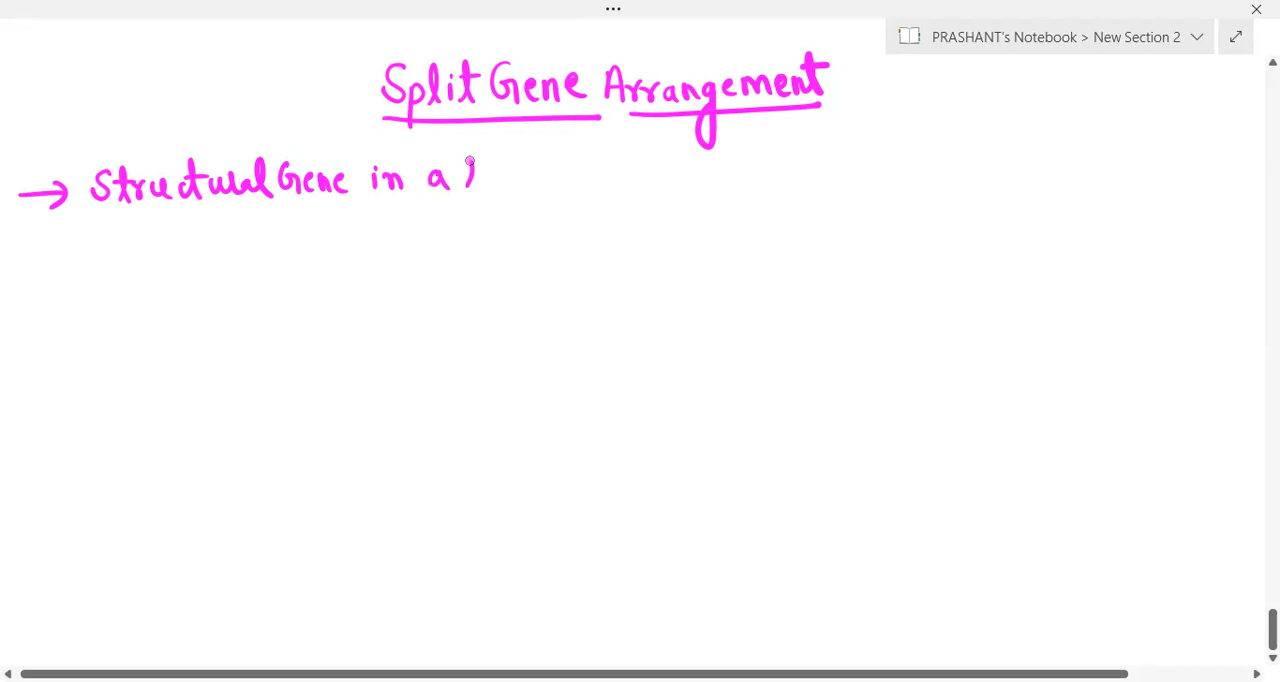 PRASHANT's Notebook > New Section 2
Split Gene Arrangement
→ Structural Gene in a